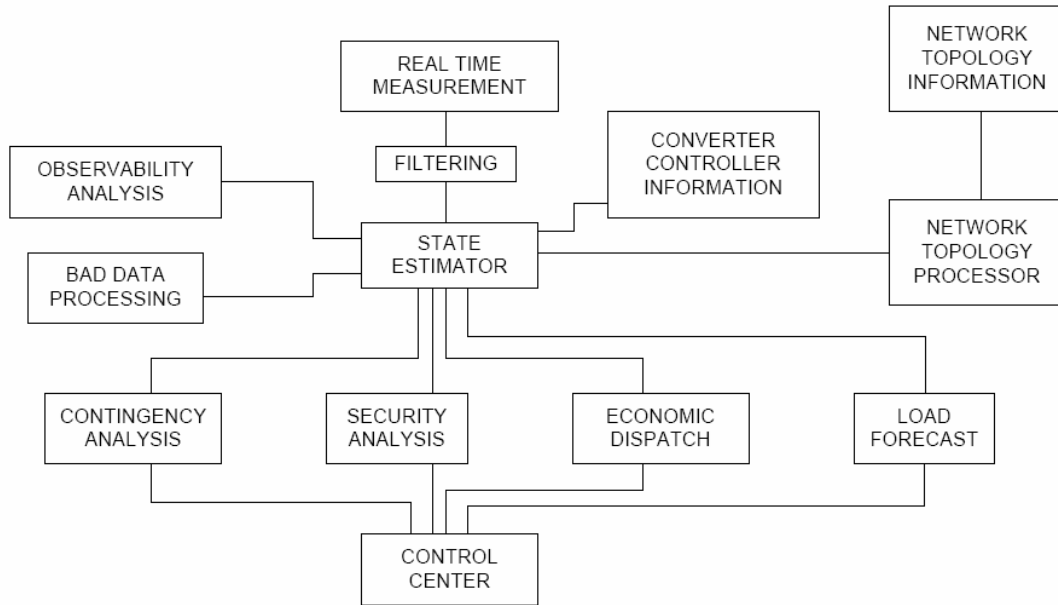 NETWORK
TOPOLOGY
INFORMATION
REAL TIME
MEASUREMENT
CONVERTER
CONTROLLER
INFORMATION
FILTERING
OBSERVABILITY
ANALYSIS
NETWORK
TOPOLOGY
PROCESSOR
STATE
ESTIMATOR
BAD DATA
PROCESSING
CONTINGENCY
ANALYSIS
SECURITY
ANALYSIS
ECONOMIC
DISPATCH
LOAD
FORECAST
CONTROL
CENTER